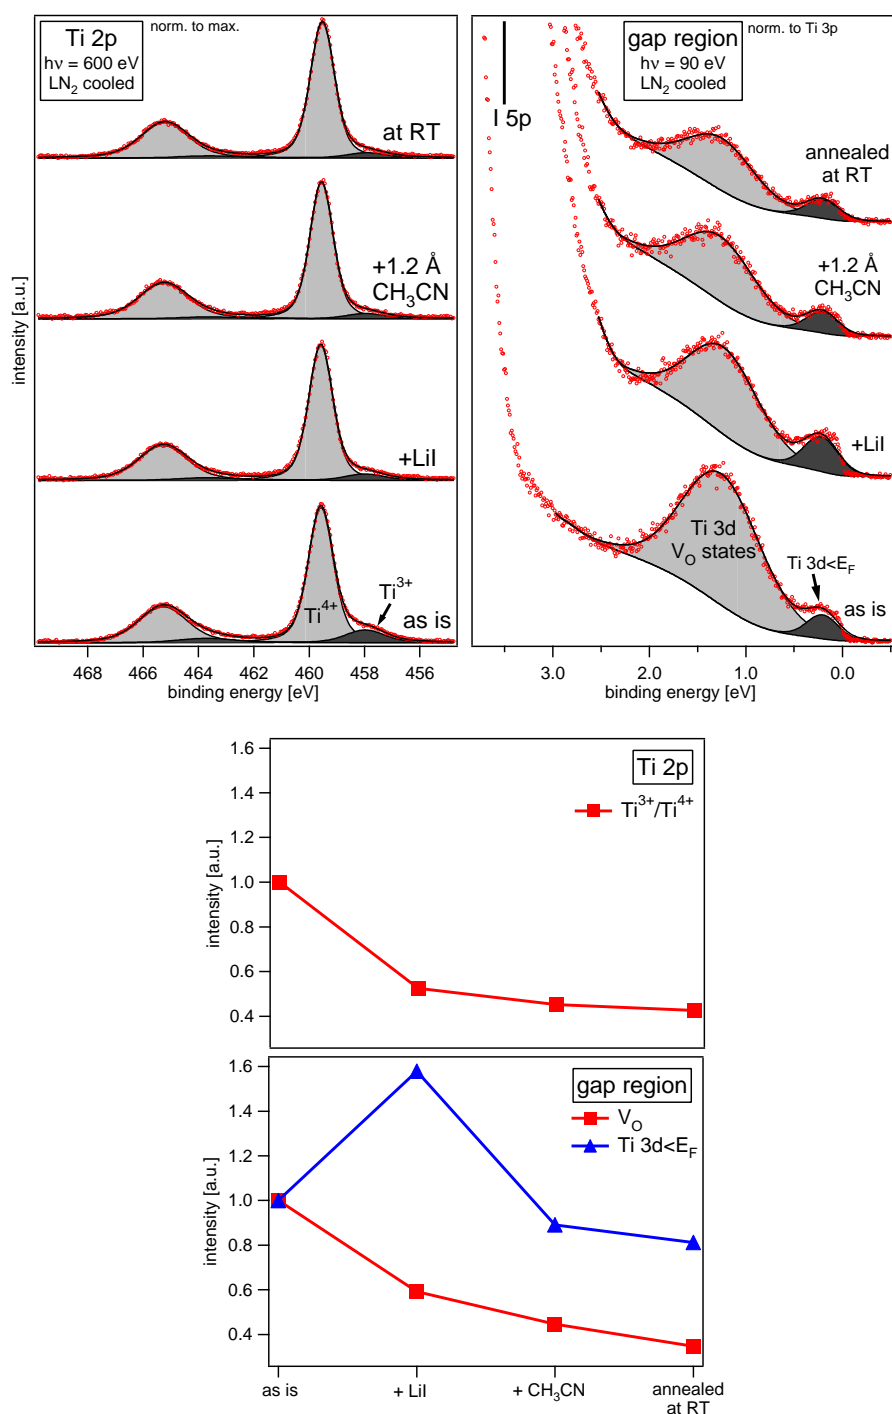 Ti 2p
hν = 600 eV
LN₂ cooled
norm. to max.
at RT
+1.2 Å
CH₃CN
+LiI
Ti⁴⁺
Ti³⁺
as is
intensity [a.u.]
468 466 464 462 460 458 456
binding energy [eV]
I 5p
gap region
hν = 90 eV
LN₂ cooled
norm. to Ti 3p
annealed
at RT
+1.2 Å
CH₃CN
+LiI
Ti 3d
V_O states
Ti 3d<E_F
as is
3.0 2.0 1.0 0.0
binding energy [eV]
1.6
1.4
1.2
1.0
0.8
0.6
0.4
intensity [a.u.]
Ti 2p
Ti³⁺/Ti⁴⁺
1.6
1.4
1.2
1.0
0.8
0.6
0.4
intensity [a.u.]
gap region
V_O
Ti 3d<E_F
as is
+ LiI
+ CH₃CN
annealed
at RT